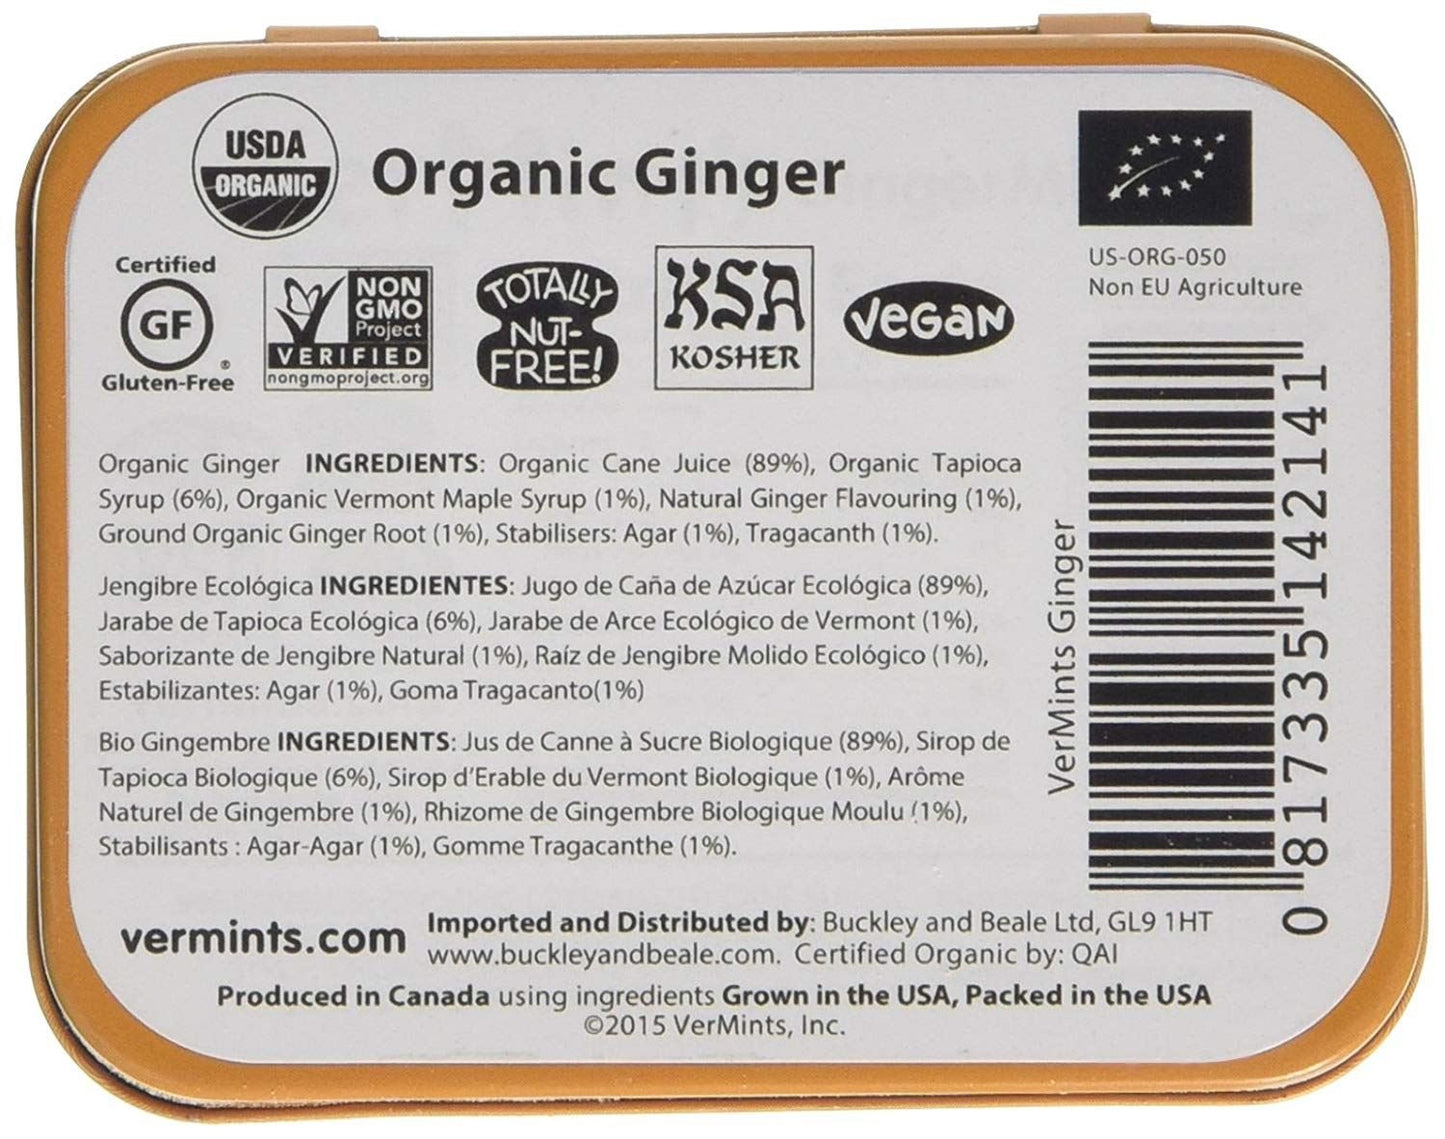 USDA
ORGANIC
Organic Ginger
US-ORG-050
Non EU Agriculture
Certified
GF
®
Gluten-Free
NON
GMO
Project
VERIFIED
nongmoproject.org
TOTALLY
NUT-
FREE!
KSA
KOSHER
VEGAN
Organic Ginger INGREDIENTS: Organic Cane Juice (89%), Organic Tapioca
Syrup (6%), Organic Vermont Maple Syrup (1%), Natural Ginger Flavouring (1%),
Ground Organic Ginger Root (1%), Stabilisers: Agar (1%), Tragacanth (1%).
Jengibre Ecológica INGREDIENTES: Jugo de Caña de Azúcar Ecológica (89%),
Jarabe de Tapioca Ecológica (6%), Jarabe de Arce Ecológico de Vermont (1%),
Saborizante de Jengibre Natural (1%), Raíz de Jengibre Molido Ecológico (1%),
Estabilizantes: Agar (1%), Goma Tragacanto(1%)
Bio Gingembre INGREDIENTS: Jus de Canne à Sucre Biologique (89%), Sirop de
Tapioca Biologique (6%), Sirop d'Erable du Vermont Biologique (1%), Arôme
Naturel de Gingembre (1%), Rhizome de Gingembre Biologique Moulu (1%),
Stabilisants : Agar-Agar (1%), Gomme Tragacanthe (1%).
VerMints Ginger
0 817335 142141
vermints.com
Imported and Distributed by: Buckley and Beale Ltd, GL9 1HT
www.buckleyandbeale.com. Certified Organic by: QAI
Produced in Canada using ingredients Grown in the USA, Packed in the USA
©2015 VerMints, Inc.